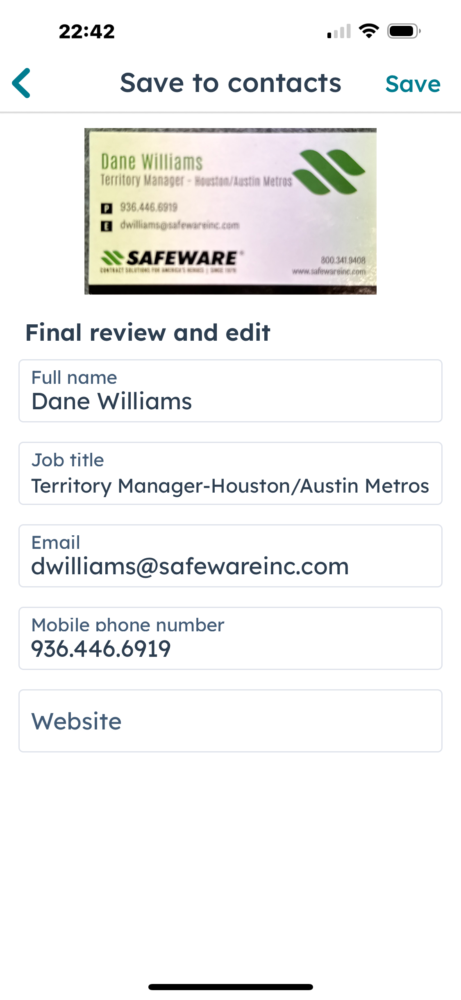 22:42
Save to contacts
Save
Dane Williams
Territory Manager - Houston/Austin Metros
P 936.446.6919
E dwilliams@safewareinc.com
SAFEWARE®
CONTRACT SOLUTIONS FOR AMERICA'S HEROES | SINCE 1979
800.341.9408
www.safewareinc.com
Final review and edit
Full name
Dane Williams
Job title
Territory Manager-Houston/Austin Metros
Email
dwilliams@safewareinc.com
Mobile phone number
936.446.6919
Website